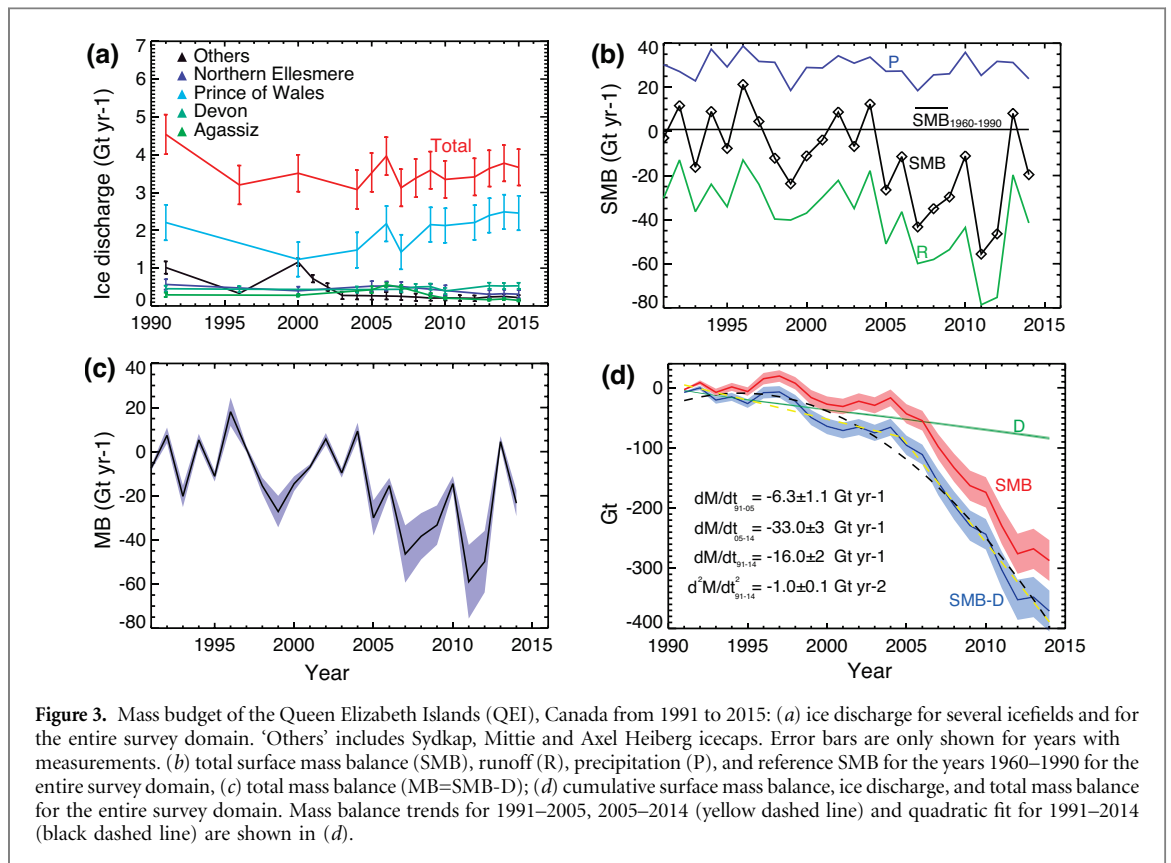 (a)
Others
Northern Ellesmere
Prince of Wales
Devon
Agassiz
Total
Ice discharge (Gt yr-1)
7
6
5
4
3
2
1
0
1990 1995 2000 2005 2010 2015
(b)
P
SMB1960-1990
SMB
R
SMB (Gt yr-1)
40
20
0
-20
-40
-60
-80
1995 2000 2005 2010 2015
(c)
MB (Gt yr-1)
40
20
0
-20
-40
-60
-80
1995 2000 2005 2010 2015
Year
(d)
D
SMB
SMB-D
dM/dt91-05= -6.3±1.1 Gt yr-1
dM/dt05-14= -33.0±3 Gt yr-1
dM/dt91-14= -16.0±2 Gt yr-1
d²M/dt²91-14= -1.0±0.1 Gt yr-2
Gt
0
-100
-200
-300
-400
1990 1995 2000 2005 2010 2015
Year
Figure 3. Mass budget of the Queen Elizabeth Islands (QEI), Canada from 1991 to 2015: (a) ice discharge for several icefields and for
the entire survey domain. ‘Others’ includes Sydkap, Mittie and Axel Heiberg icecaps. Error bars are only shown for years with
measurements. (b) total surface mass balance (SMB), runoff (R), precipitation (P), and reference SMB for the years 1960–1990 for the
entire survey domain, (c) total mass balance (MB=SMB-D); (d) cumulative surface mass balance, ice discharge, and total mass balance
for the entire survey domain. Mass balance trends for 1991–2005, 2005–2014 (yellow dashed line) and quadratic fit for 1991–2014
(black dashed line) are shown in (d).